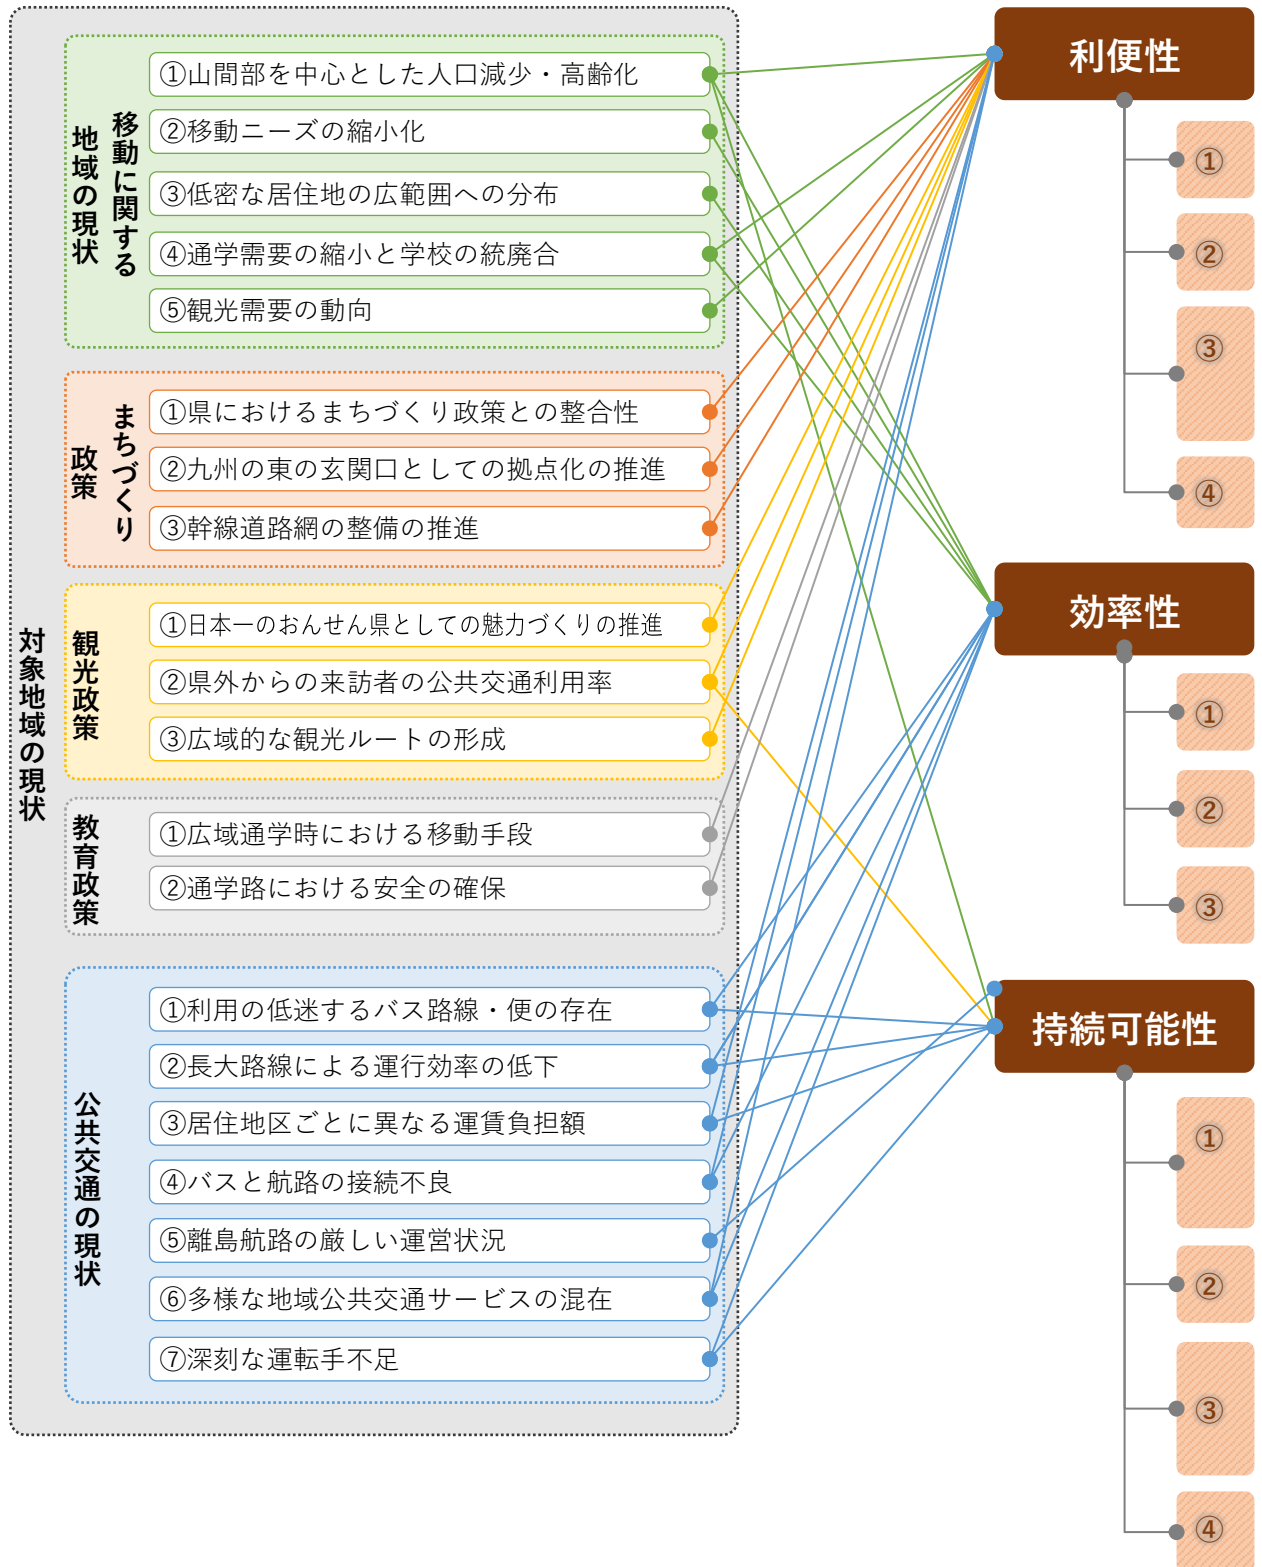 対象地域の現状
移動に関する
地域の現状
①山間部を中心とした人口減少・高齢化
②移動ニーズの縮小化
③低密な居住地の広範囲への分布
④通学需要の縮小と学校の統廃合
⑤観光需要の動向
まちづくり
政策
①県におけるまちづくり政策との整合性
②九州の東の玄関口としての拠点化の推進
③幹線道路網の整備の推進
観光政策
①日本一のおんせん県としての魅力づくりの推進
②県外からの来訪者の公共交通利用率
③広域的な観光ルートの形成
教育政策
①広域通学時における移動手段
②通学路における安全の確保
公共交通の現状
①利用の低迷するバス路線・便の存在
②長大路線による運行効率の低下
③居住地区ごとに異なる運賃負担額
④バスと航路の接続不良
⑤離島航路の厳しい運営状況
⑥多様な地域公共交通サービスの混在
⑦深刻な運転手不足
利便性
①
②
③
④
効率性
①
②
③
持続可能性
①
②
③
④